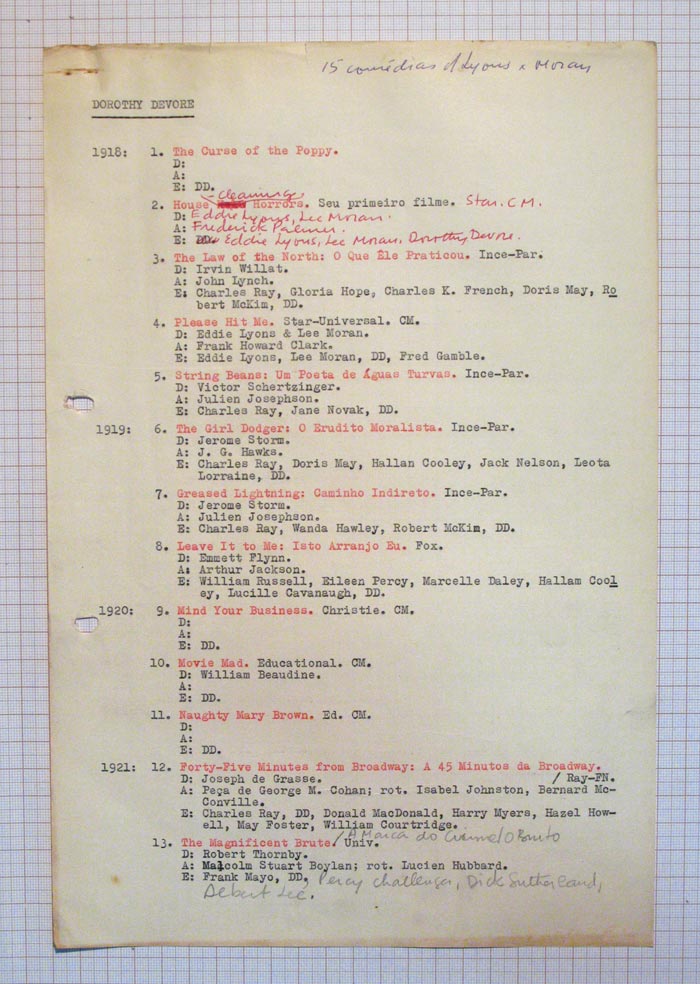 15 comédias d/ Lyons x Moran
DOROTHY DEVORE
1918: 1. The Curse of the Poppy.
D:
A:
E: DD.
Cleaning
2. House Horrors. Seu primeiro filme. Star. CM.
D: Eddie Lyons, Lee Moran.
A: Frederick Palmer.
E: Eddie Lyons, Lee Moran. Dorothy Devore.
3. The Law of the North: O Que Êle Praticou. Ince-Par.
D: Irvin Willat.
A: John Lynch.
E: Charles Ray, Gloria Hope, Charles K. French, Doris May, Ro
bert McKim, DD.
4. Please Hit Me. Star-Universal. CM.
D: Eddie Lyons & Lee Moran.
A: Frank Howard Clark.
E: Eddie Lyons, Lee Moran, DD, Fred Gamble.
5. String Beans: Um Poeta de Águas Turvas. Ince-Par.
D: Victor Schertzinger.
A: Julien Josephson.
E: Charles Ray, Jane Novak, DD.
1919: 6. The Girl Dodger: O Erudito Moralista. Ince-Par.
D: Jerome Storm.
A: J. G. Hawks.
E: Charles Ray, Doris May, Hallan Cooley, Jack Nelson, Leota
Lorraine, DD.
7. Greased Lightning: Caminho Indireto. Ince-Par.
D: Jerome Storm.
A: Julien Josephson.
E: Charles Ray, Wanda Hawley, Robert McKim, DD.
8. Leave It to Me: Isto Arranjo Eu. Fox.
D: Emmett Flynn.
A: Arthur Jackson.
E: William Russell, Eileen Percy, Marcelle Daley, Hallam Cool
ey, Lucille Cavanaugh, DD.
1920: 9. Mind Your Business. Christie. CM.
D:
A:
E: DD.
10. Movie Mad. Educational. CM.
D: William Beaudine.
A:
E: DD.
11. Naughty Mary Brown. Ed. CM.
D:
A:
E: DD.
1921: 12. Forty-Five Minutes from Broadway: A 45 Minutos da Broadway.
D: Joseph de Grasse. / Ray-FN.
A: Peça de George M. Cohan; rot. Isabel Johnston, Bernard Mc-
Conville.
E: Charles Ray, DD, Donald MacDonald, Harry Myers, Hazel How-
ell, May Foster, William Courtridge.
/A Marca do Crime/O Bruto
13. The Magnificent Brute/ Univ.
D: Robert Thornby.
A: Malcolm Stuart Boylan; rot. Lucien Hubbard.
E: Frank Mayo, DD, Percy Challenger, Dick Sutherland,
Albert Lee.